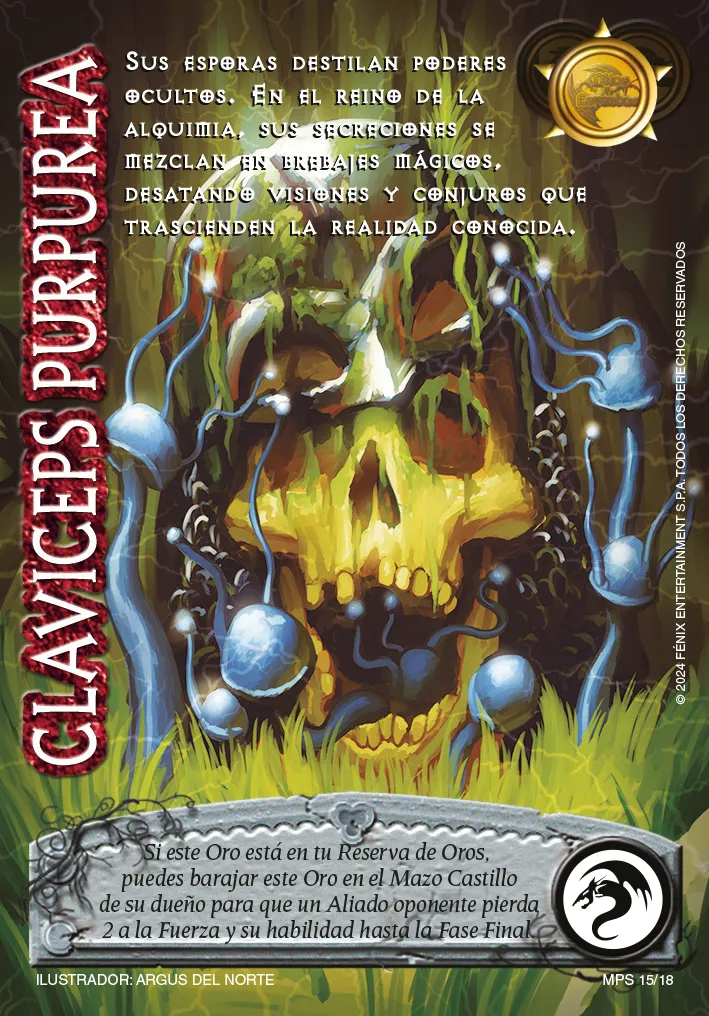 Sus esporas destilan poderes
ocultos. En el reino de la
alquimia, sus secreciones se
mezclan en brebajes mágicos,
desatando visiones y conjuros que
trascienden la realidad conocida.
CLAVICEPS PURPUREA
© 2024 FÉNIX ENTERTAINMENT S.P.A. TODOS LOS DERECHOS RESERVADOS
Si este Oro está en tu Reserva de Oros,
puedes barajar este Oro en el Mazo Castillo
de su dueño para que un Aliado oponente pierda
2 a la Fuerza y su habilidad hasta la Fase Final.
ILUSTRADOR: ARGUS DEL NORTE
MPS 15/18